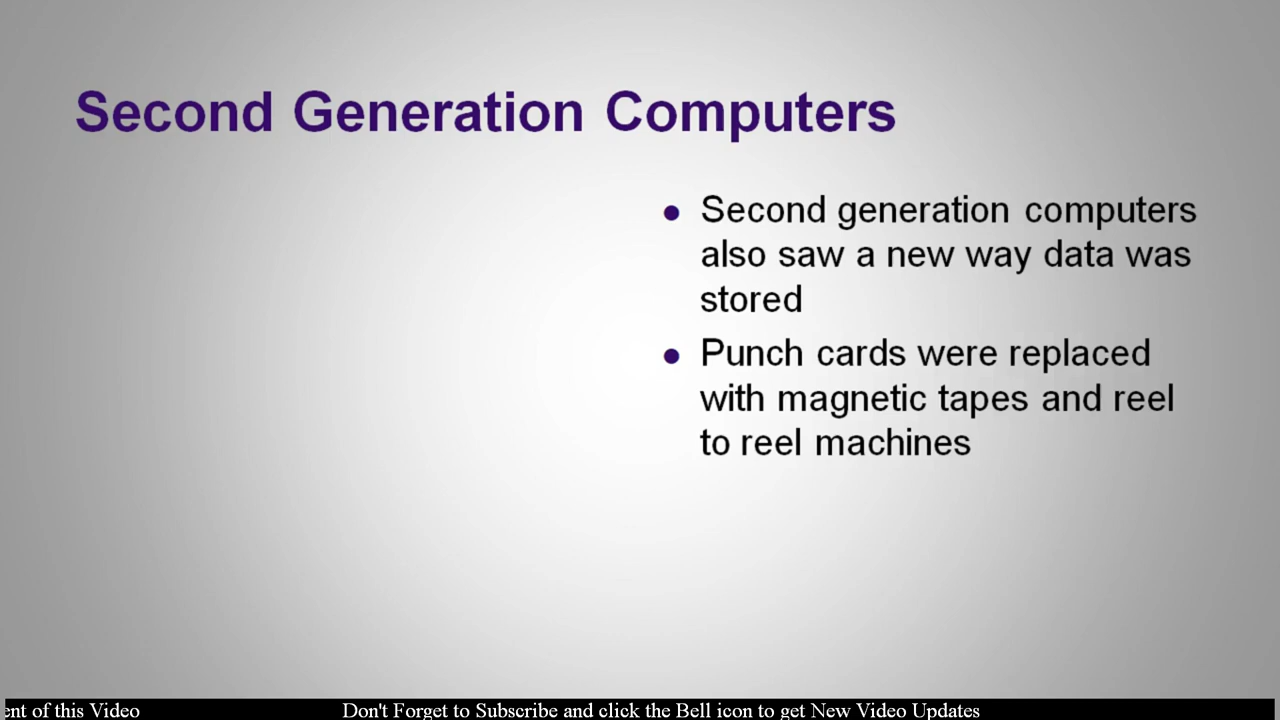 Second Generation Computers
● Second generation computers
also saw a new way data was
stored
● Punch cards were replaced
with magnetic tapes and reel
to reel machines
ent of this Video Don't Forget to Subscribe and click the Bell icon to get New Video Updates